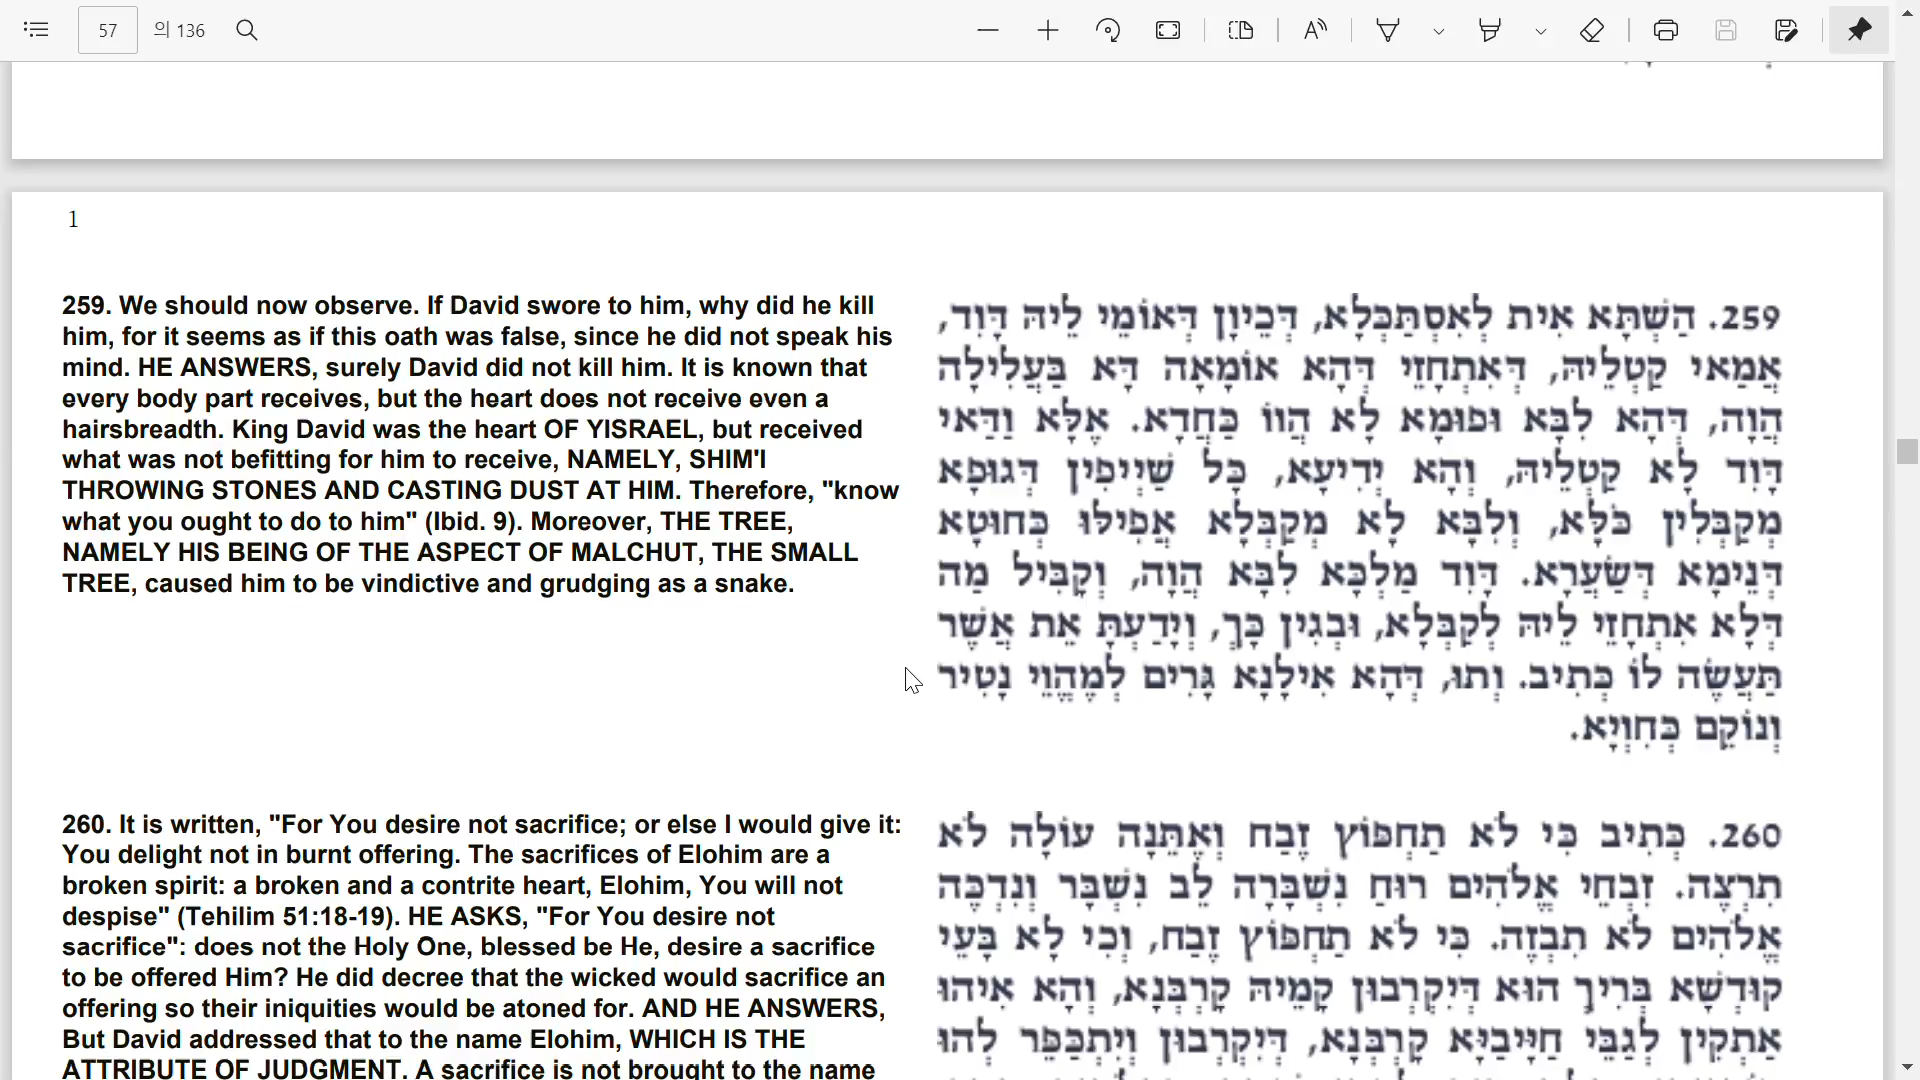 57 의 136
1
259. We should now observe. If David swore to him, why did he kill
him, for it seems as if this oath was false, since he did not speak his
mind. HE ANSWERS, surely David did not kill him. It is known that
every body part receives, but the heart does not receive even a
hairsbreadth. King David was the heart OF YISRAEL, but received
what was not befitting for him to receive, NAMELY, SHIM'I
THROWING STONES AND CASTING DUST AT HIM. Therefore, "know
what you ought to do to him" (Ibid. 9). Moreover, THE TREE,
NAMELY HIS BEING OF THE ASPECT OF MALCHUT, THE SMALL
TREE, caused him to be vindictive and grudging as a snake.
259. הַשְׁתָּא אִית לְאִסְתַּכְּלָא, דְּכֵיוָן דְּאוֹמֵי לֵיהּ דָּוִד,
אֲמַאי קַטְלֵיהּ, דְּאִתְחָזֵי דְּהָא אוֹמָאָה דָּא בַּעֲלִילָה
הֲוָה, דְּהָא לִבָּא וּפוּמָא לָא הֲווֹ כַּחֲדָא. אֶלָּא וַדַּאי
דָּוִד לָא קַטְלֵיהּ, וְהָא יְדִיעָא, כָּל שַׁיְיפִין דְּגוּפָא
מְקַבְּלִין כֹּלָּא, וְלִבָּא לָא מְקַבְּלָא אֲפִילּוּ כְּחוּטָא
דְּנֵימָא דְּשַׂעֲרָא. דָּוִד מַלְכָּא לִבָּא הֲוָה, וְקַבִּיל מַה
דְּלָא אִתְחֲזֵי לֵיהּ לְקַבְּלָא, וּבְגִין כָּךְ, וְיָדַעְתָּ אֵת אֲשֶׁר
תַּעֲשֶׂה לוֹ כְּתִיב. וְתוּ, דְּהָא אִילָנָא גָּרִים לְמֶהֱוֵי נָטִיר
וְנוֹקֵם כְּחִוְיָא.
260. It is written, "For You desire not sacrifice; or else I would give it:
You delight not in burnt offering. The sacrifices of Elohim are a
broken spirit: a broken and a contrite heart, Elohim, You will not
despise" (Tehilim 51:18-19). HE ASKS, "For You desire not
sacrifice": does not the Holy One, blessed be He, desire a sacrifice
to be offered Him? He did decree that the wicked would sacrifice an
offering so their iniquities would be atoned for. AND HE ANSWERS,
But David addressed that to the name Elohim, WHICH IS THE
ATTRIBUTE OF JUDGMENT. A sacrifice is not brought to the name
260. כְּתִיב כִּי לֹא תַחְפּוֹץ זֶבַח וְאֶתֵּנָה עוֹלָה לֹא
תִרְצֶה. זִבְחֵי אֱלֹהִים רוּחַ נִשְׁבָּרָה לֵב נִשְׁבָּר וְנִדְכֶּה
אֱלֹהִים לֹא תִבְזֶה. כִּי לֹא תַחְפּוֹץ זֶבַח, וְכִי לָא בָּעֵי
קוּדְשָׁא בְּרִיךְ הוּא דְּיִקְרְבוּן קָמֵיהּ קָרְבְּנָא, וְהָא אִיהוּ
אַתְקִין לְגַבֵּי חַיָּיבַיָּא קָרְבְּנָא, דְּיִקְרְבוּן וְיִתְכַּפֵּר לְהוּ